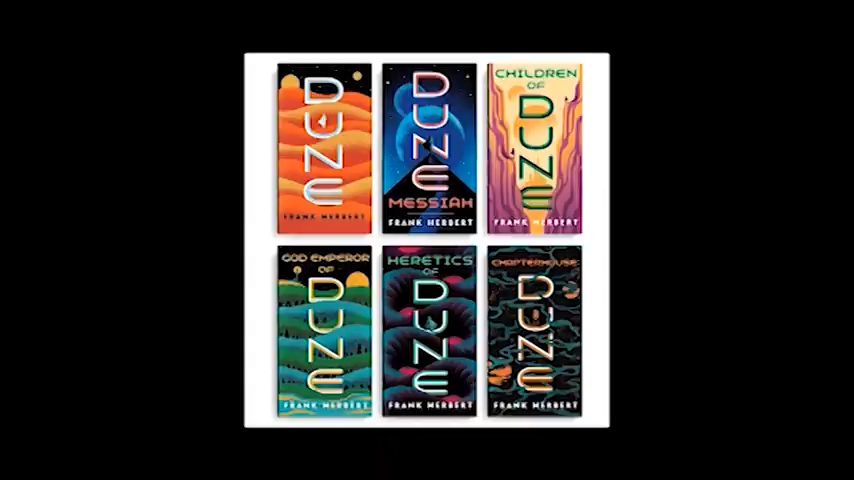 DUNE
FRANK HERBERT
DUNE
MESSIAH
FRANK HERBERT
CHILDREN
OF
DUNE
FRANK HERBERT
GOD EMPEROR
OF
DUNE
FRANK HERBERT
HERETICS
OF
DUNE
FRANK HERBERT
CHAPTERHOUSE:
DUNE
FRANK HERBERT